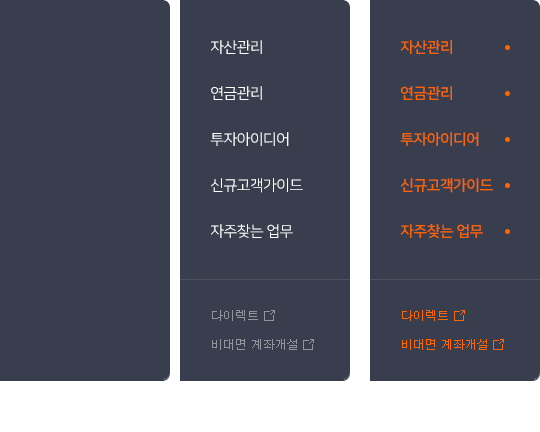 자산관리
연금관리
투자아이디어
신규고객가이드
자주찾는 업무
다이렉트
비대면 계좌개설
자산관리
연금관리
투자아이디어
신규고객가이드
자주찾는 업무
다이렉트
비대면 계좌개설